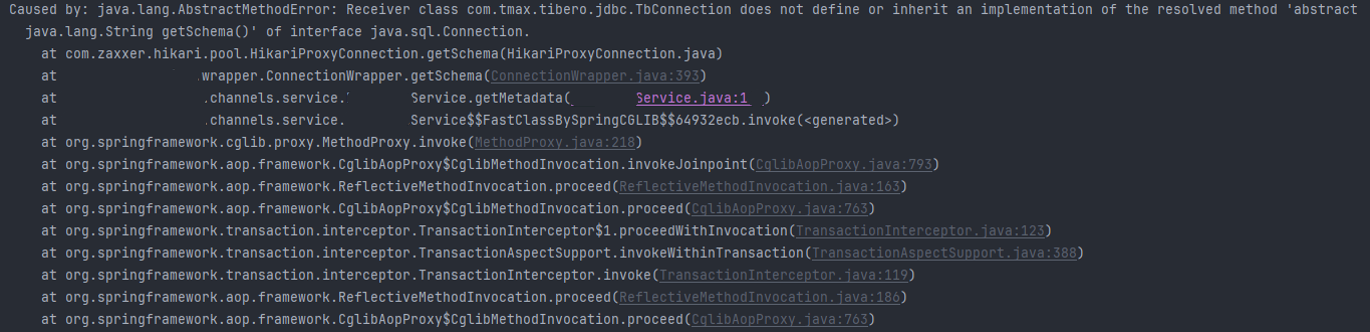 Caused by: java.lang.AbstractMethodError: Receiver class com.tmax.tibero.jdbc.TbConnection does not define or inherit an implementation of the resolved method 'abstract
java.lang.String getSchema()' of interface java.sql.Connection.
at com.zaxxer.hikari.pool.HikariProxyConnection.getSchema(HikariProxyConnection.java)
at .wrapper.ConnectionWrapper.getSchema(ConnectionWrapper.java:393)
at .channels.service. Service.getMetadata( Service.java:1 )
at .channels.service. Service$$FastClassBySpringCGLIB$$64932ecb.invoke(<generated>)
at org.springframework.cglib.proxy.MethodProxy.invoke(MethodProxy.java:218)
at org.springframework.aop.framework.CglibAopProxy$CglibMethodInvocation.invokeJoinpoint(CglibAopProxy.java:793)
at org.springframework.aop.framework.ReflectiveMethodInvocation.proceed(ReflectiveMethodInvocation.java:163)
at org.springframework.aop.framework.CglibAopProxy$CglibMethodInvocation.proceed(CglibAopProxy.java:763)
at org.springframework.transaction.interceptor.TransactionInterceptor$1.proceedWithInvocation(TransactionInterceptor.java:123)
at org.springframework.transaction.interceptor.TransactionAspectSupport.invokeWithinTransaction(TransactionAspectSupport.java:388)
at org.springframework.transaction.interceptor.TransactionInterceptor.invoke(TransactionInterceptor.java:119)
at org.springframework.aop.framework.ReflectiveMethodInvocation.proceed(ReflectiveMethodInvocation.java:186)
at org.springframework.aop.framework.CglibAopProxy$CglibMethodInvocation.proceed(CglibAopProxy.java:763)